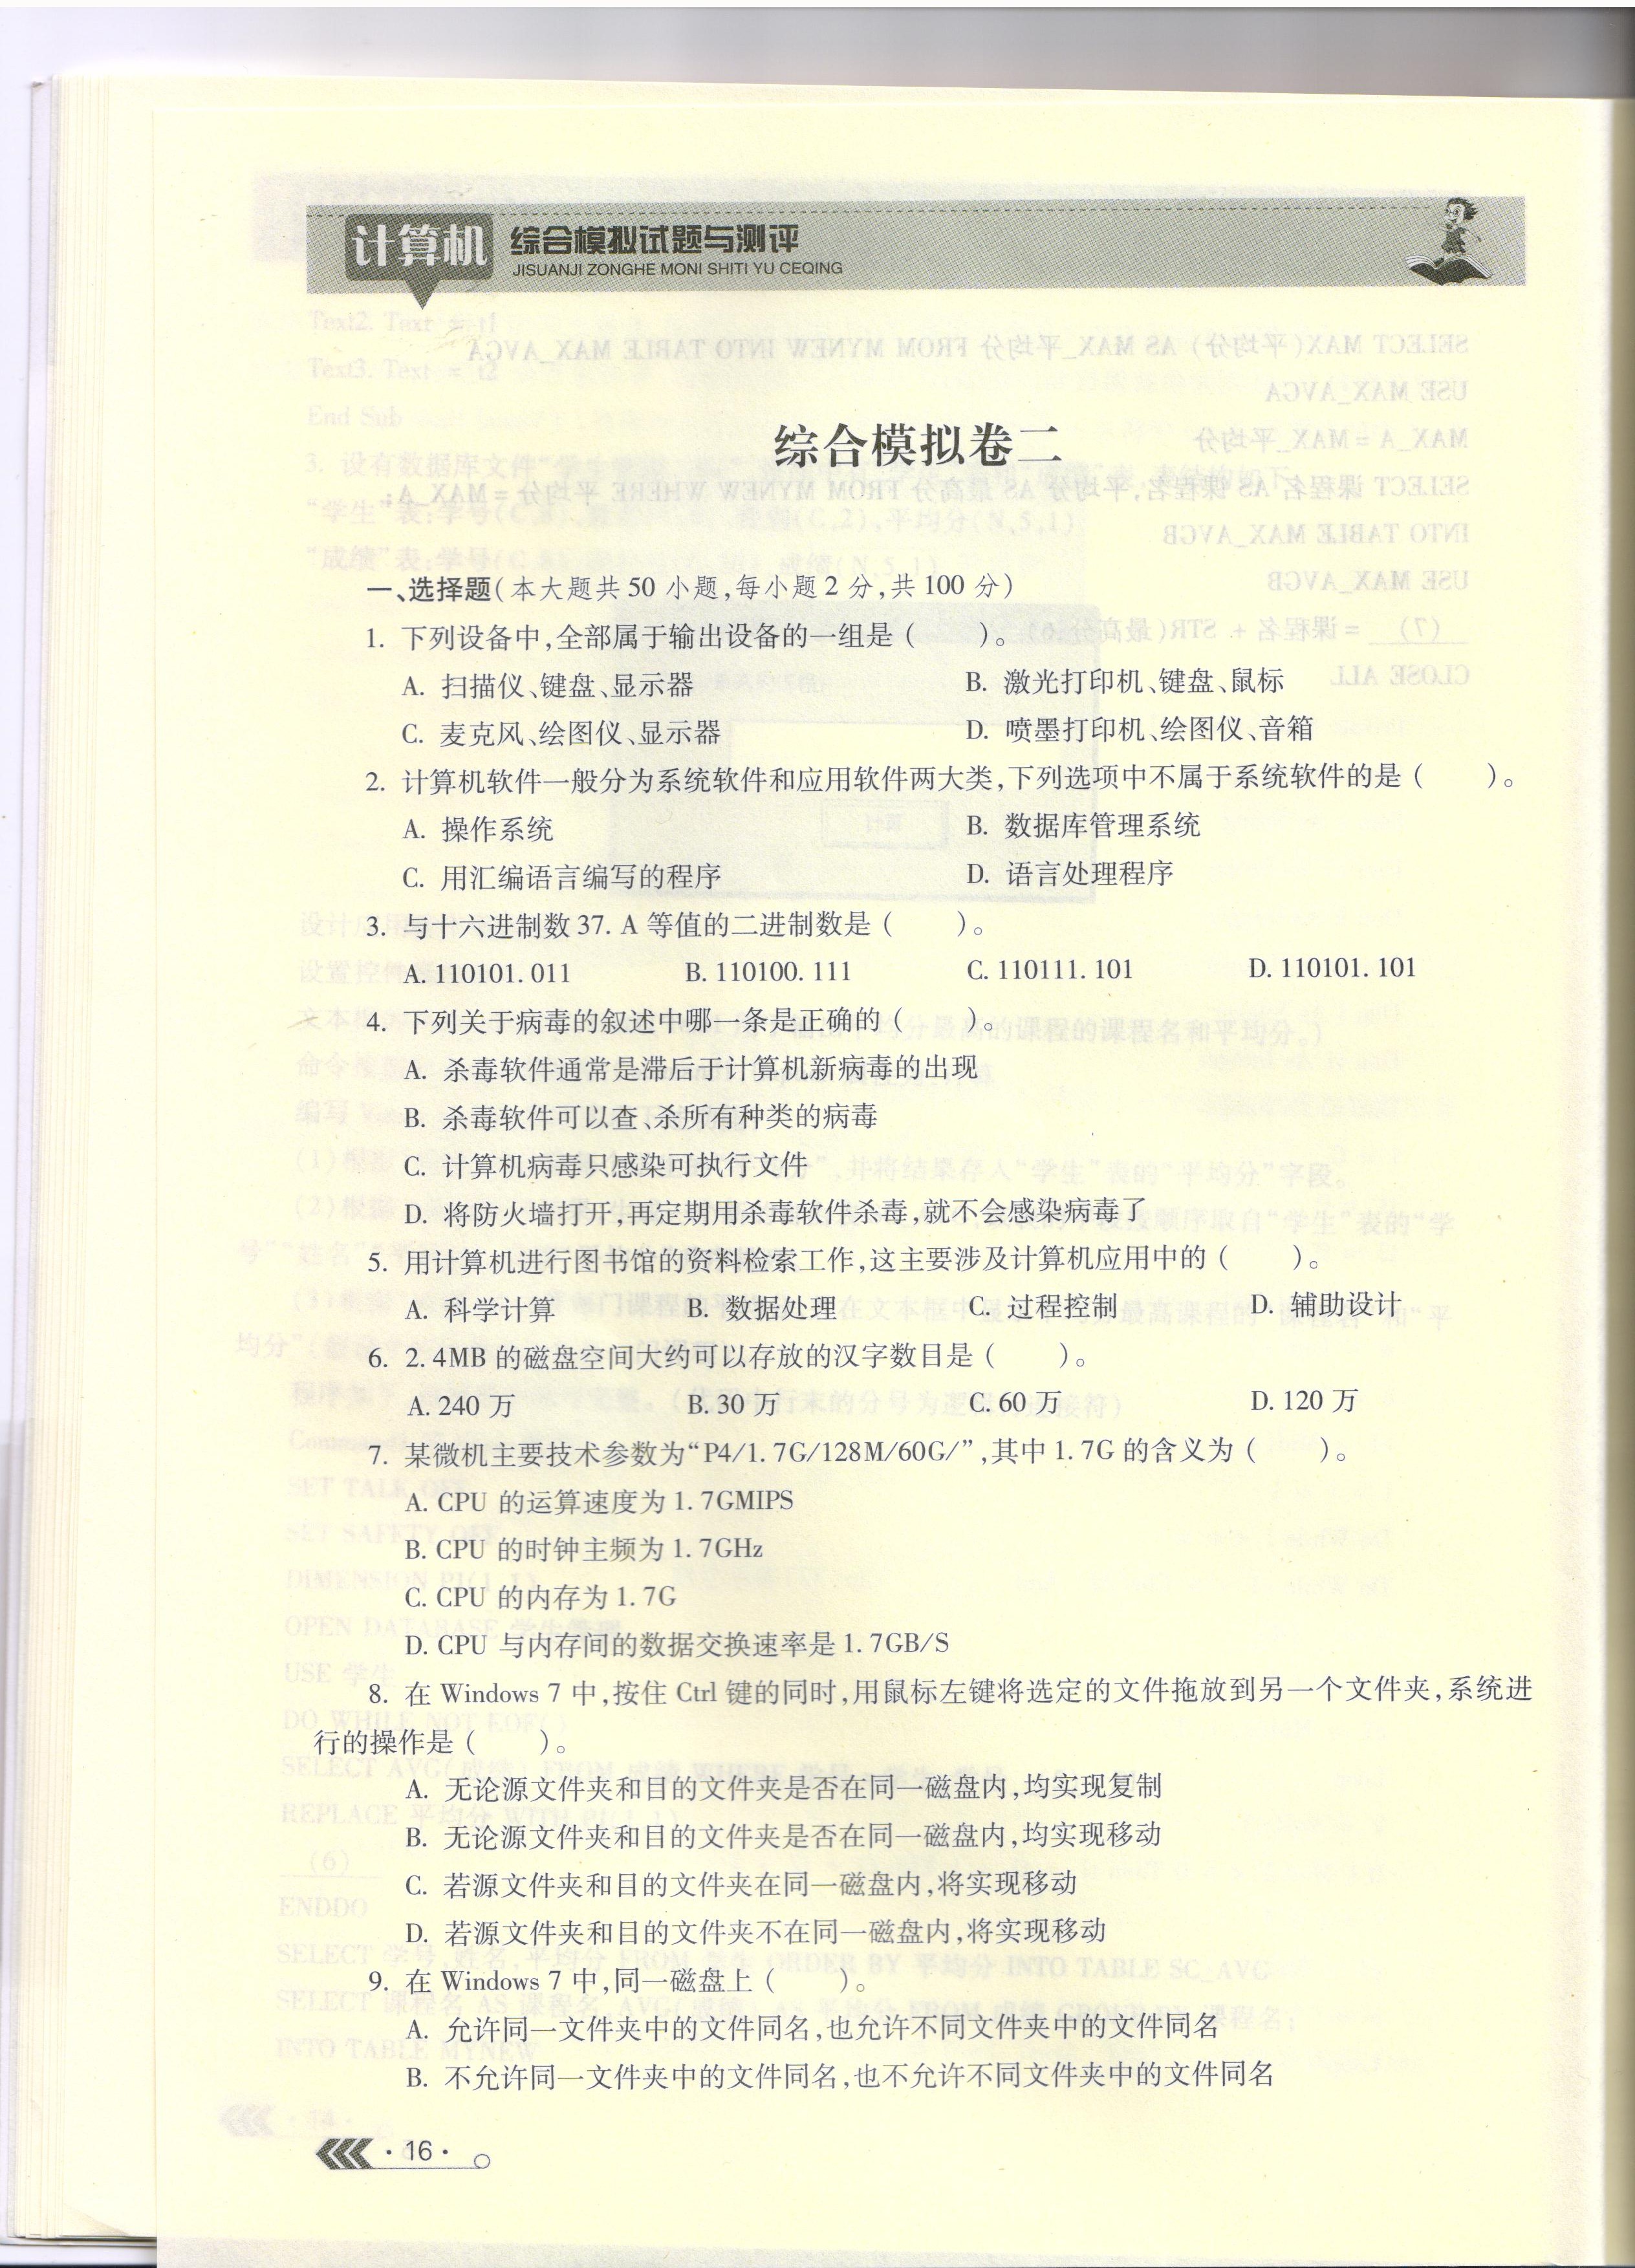 计算机 综合模拟试题与测评
JISUANJI ZONGHE MONI SHITI YU CEQING
综合模拟卷二
一、选择题(本大题共50小题,每小题2分,共100分)
1. 下列设备中,全部属于输出设备的一组是( )。
A. 扫描仪、键盘、显示器 B. 激光打印机、键盘、鼠标
C. 麦克风、绘图仪、显示器 D. 喷墨打印机、绘图仪、音箱
2. 计算机软件一般分为系统软件和应用软件两大类,下列选项中不属于系统软件的是( )。
A. 操作系统 B. 数据库管理系统
C. 用汇编语言编写的程序 D. 语言处理程序
3. 与十六进制数37. A等值的二进制数是( )。
A. 110101. 011 B. 110100. 111 C. 110111. 101 D. 110101. 101
4. 下列关于病毒的叙述中哪一条是正确的( )。
A. 杀毒软件通常是滞后于计算机新病毒的出现
B. 杀毒软件可以查、杀所有种类的病毒
C. 计算机病毒只感染可执行文件
D. 将防火墙打开,再定期用杀毒软件杀毒,就不会感染病毒了
5. 用计算机进行图书馆的资料检索工作,这主要涉及计算机应用中的( )。
A. 科学计算 B. 数据处理 C. 过程控制 D. 辅助设计
6. 2. 4MB的磁盘空间大约可以存放的汉字数目是( )。
A. 240万 B. 30万 C. 60万 D. 120万
7. 某微机主要技术参数为“P4/1. 7G/128M/60G/”,其中1. 7G的含义为( )。
A. CPU 的运算速度为1. 7GMIPS
B. CPU 的时钟主频为1. 7GHz
C. CPU 的内存为1. 7G
D. CPU 与内存间的数据交换速率是1. 7GB/S
8. 在 Windows 7 中,按住 Ctrl 键的同时,用鼠标左键将选定的文件拖放到另一个文件夹,系统进
行的操作是( )。
A. 无论源文件夹和目的文件夹是否在同一磁盘内,均实现复制
B. 无论源文件夹和目的文件夹是否在同一磁盘内,均实现移动
C. 若源文件夹和目的文件夹在同一磁盘内,将实现移动
D. 若源文件夹和目的文件夹不在同一磁盘内,将实现移动
9. 在 Windows 7 中,同一磁盘上( )。
A. 允许同一文件夹中的文件同名,也允许不同文件夹中的文件同名
B. 不允许同一文件夹中的文件同名,也不允许不同文件夹中的文件同名
· 16 ·